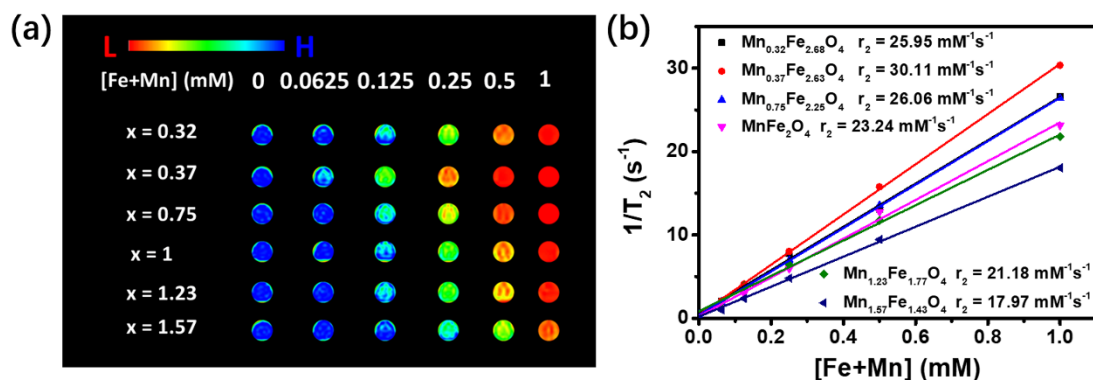 (a)
L H
[Fe+Mn] (mM) 0 0.0625 0.125 0.25 0.5 1
x = 0.32
x = 0.37
x = 0.75
x = 1
x = 1.23
x = 1.57
(b)
Mn0.32Fe2.68O4 r2 = 25.95 mM-1s-1
Mn0.37Fe2.63O4 r2 = 30.11 mM-1s-1
Mn0.75Fe2.25O4 r2 = 26.06 mM-1s-1
MnFe2O4 r2 = 23.24 mM-1s-1
Mn1.23Fe1.77O4 r2 = 21.18 mM-1s-1
Mn1.57Fe1.43O4 r2 = 17.97 mM-1s-1
1/T2 (s-1)
30
20
10
0
0.0 0.2 0.4 0.6 0.8 1.0
[Fe+Mn] (mM)